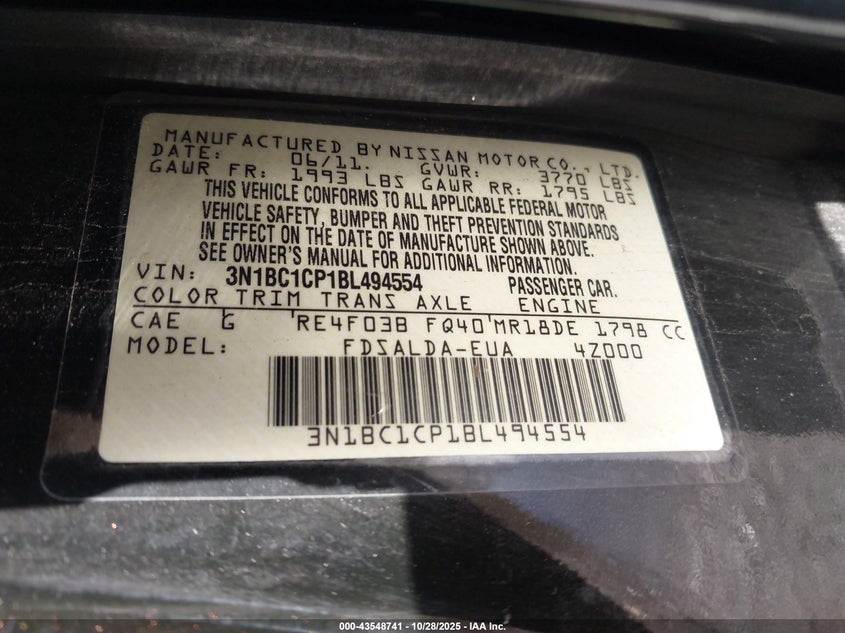 MANUFACTURED BY NISSAN MOTOR CO., LTD.
DATE: 06/11. GVWR: 3770 LBS
GAWR FR: 1993 LBS GAWR RR: 1795 LBS
THIS VEHICLE CONFORMS TO ALL APPLICABLE FEDERAL MOTOR
VEHICLE SAFETY, BUMPER AND THEFT PREVENTION STANDARDS
IN EFFECT ON THE DATE OF MANUFACTURE SHOWN ABOVE.
SEE OWNER'S MANUAL FOR ADDITIONAL INFORMATION.
VIN: 3N1BC1CP1BL494554 PASSENGER CAR.
COLOR TRIM TRANS AXLE ENGINE
CAE G RE4F03B FQ40 MR18DE 1798 CC
MODEL: FDSALDA-EUA 4Z000
3N1BC1CP1BL494554
000-43548741 | 10/28/2025 - IAA Inc.